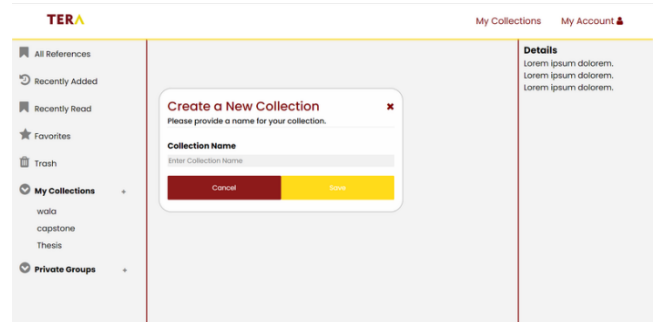 TERA
My Collections
My Account
All References
Recently Added
Recently Read
Favorites
Trash
My Collections +
wala
capstone
Thesis
Private Groups +
Create a New Collection
Please provide a name for your collection.
Collection Name
Enter Collection Name
Cancel
Save
Details
Lorem ipsum dolorem.
Lorem ipsum dolorem.
Lorem ipsum dolorem.